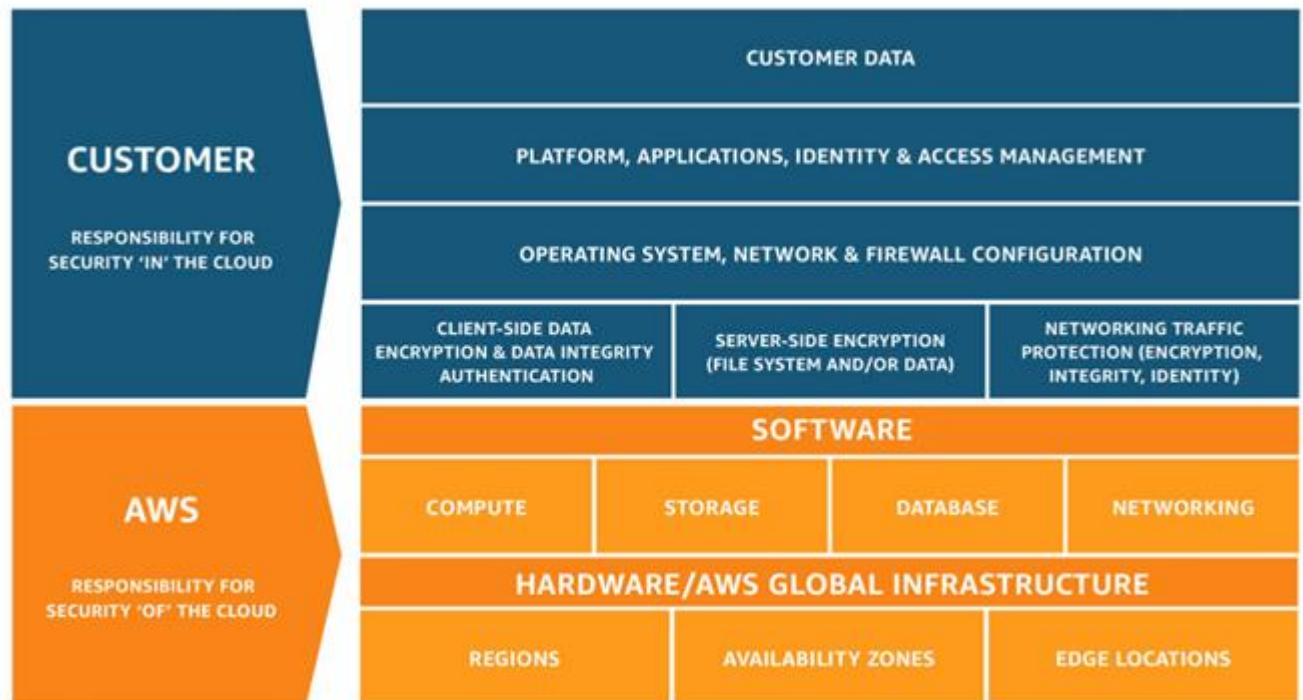 CUSTOMER
RESPONSIBILITY FOR
SECURITY ‘IN’ THE CLOUD
CUSTOMER DATA
PLATFORM, APPLICATIONS, IDENTITY & ACCESS MANAGEMENT
OPERATING SYSTEM, NETWORK & FIREWALL CONFIGURATION
CLIENT-SIDE DATA
ENCRYPTION & DATA INTEGRITY
AUTHENTICATION
SERVER-SIDE ENCRYPTION
(FILE SYSTEM AND/OR DATA)
NETWORKING TRAFFIC
PROTECTION (ENCRYPTION,
INTEGRITY, IDENTITY)
AWS
RESPONSIBILITY FOR
SECURITY ‘OF’ THE CLOUD
SOFTWARE
COMPUTE
STORAGE
DATABASE
NETWORKING
HARDWARE/AWS GLOBAL INFRASTRUCTURE
REGIONS
AVAILABILITY ZONES
EDGE LOCATIONS